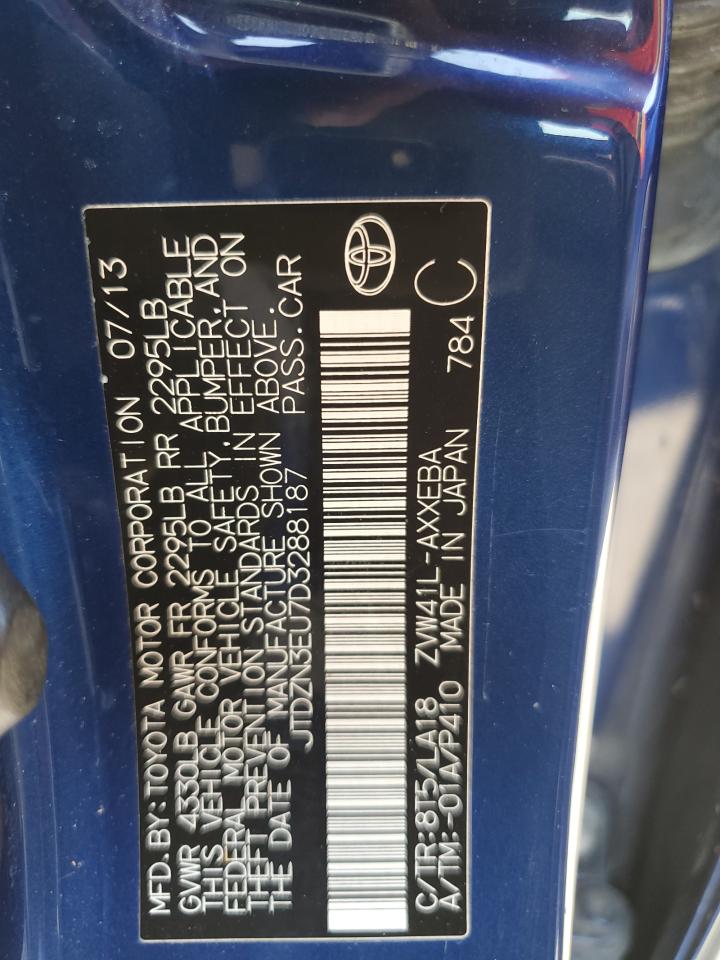 MFD.BY:TOYOTA MOTOR CORPORATION 07/13
GVWR 4330LB GAWR FR 2295LB RR 2295LB
THIS VEHICLE CONFORMS TO ALL APPLICABLE
FEDERAL MOTOR VEHICLE SAFETY,BUMPER,AND
THEFT PREVENTION STANDARDS IN EFFECT ON
THE DATE OF MANUFACTURE SHOWN ABOVE.
JTDZN3EU7D3288187 PASS.CAR
C/TR:8T5/LA18 ZVW41L-AXXEBA 784
A/TM:-01A/P410 MADE IN JAPAN
C